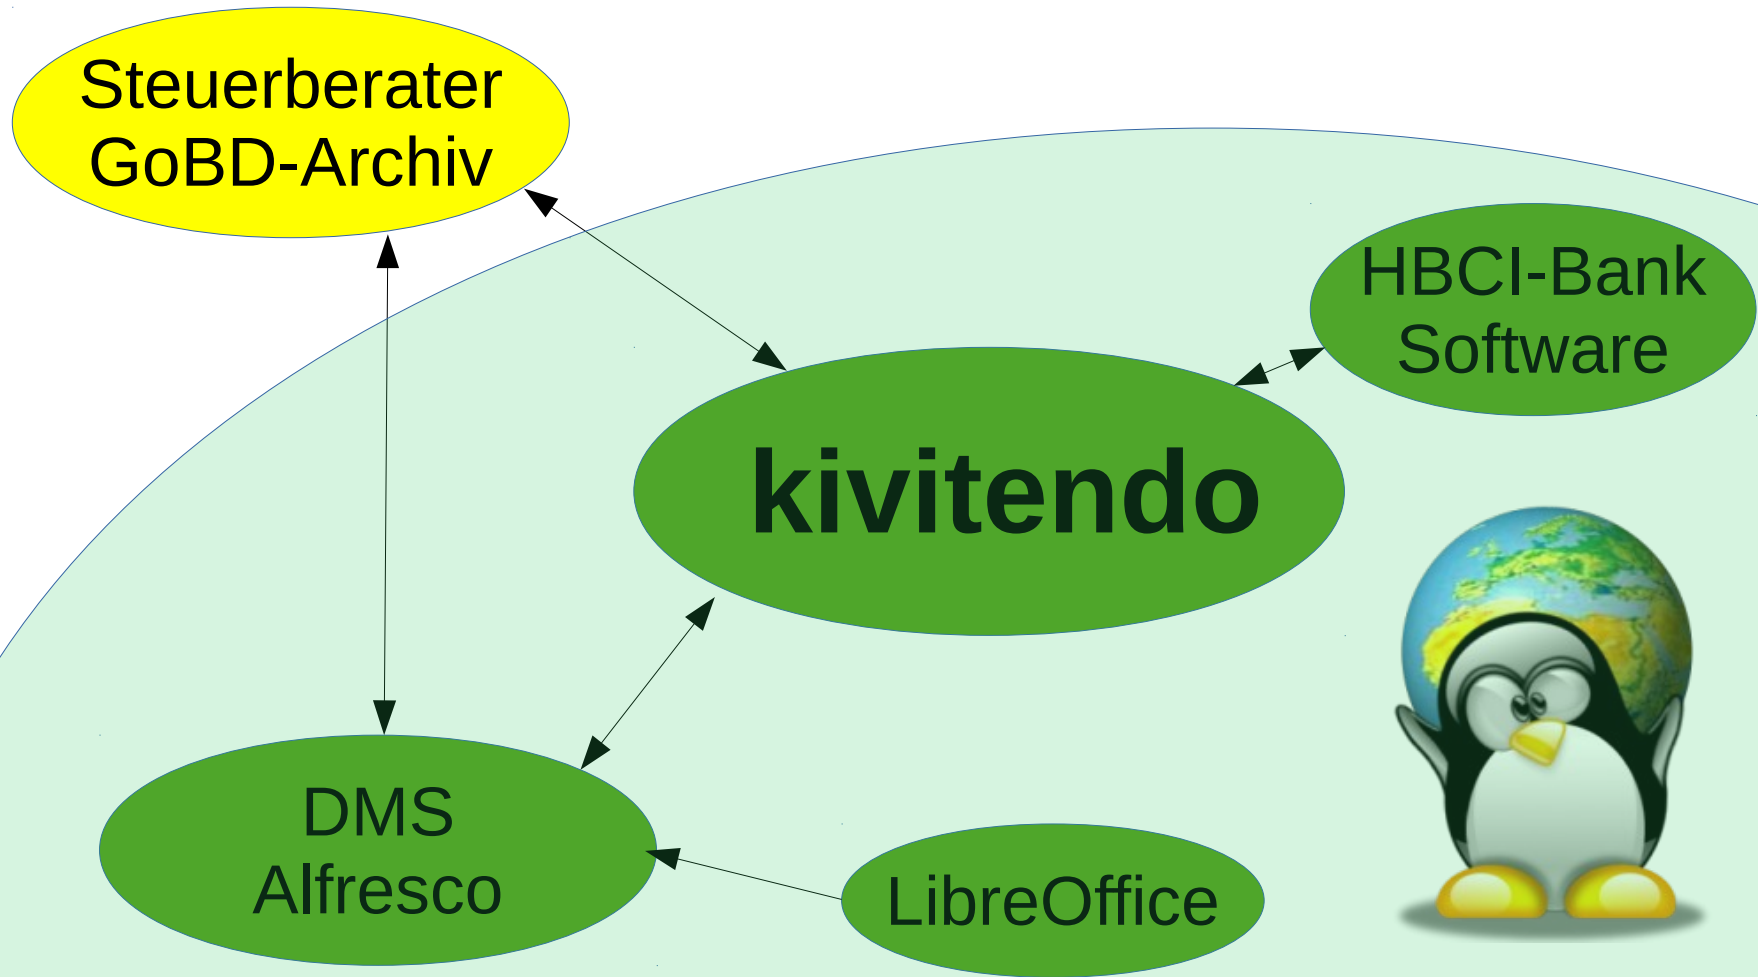 Steuerberater
GoBD-Archiv
HBCI-Bank
Software
kivitendo
DMS
Alfresco
LibreOffice